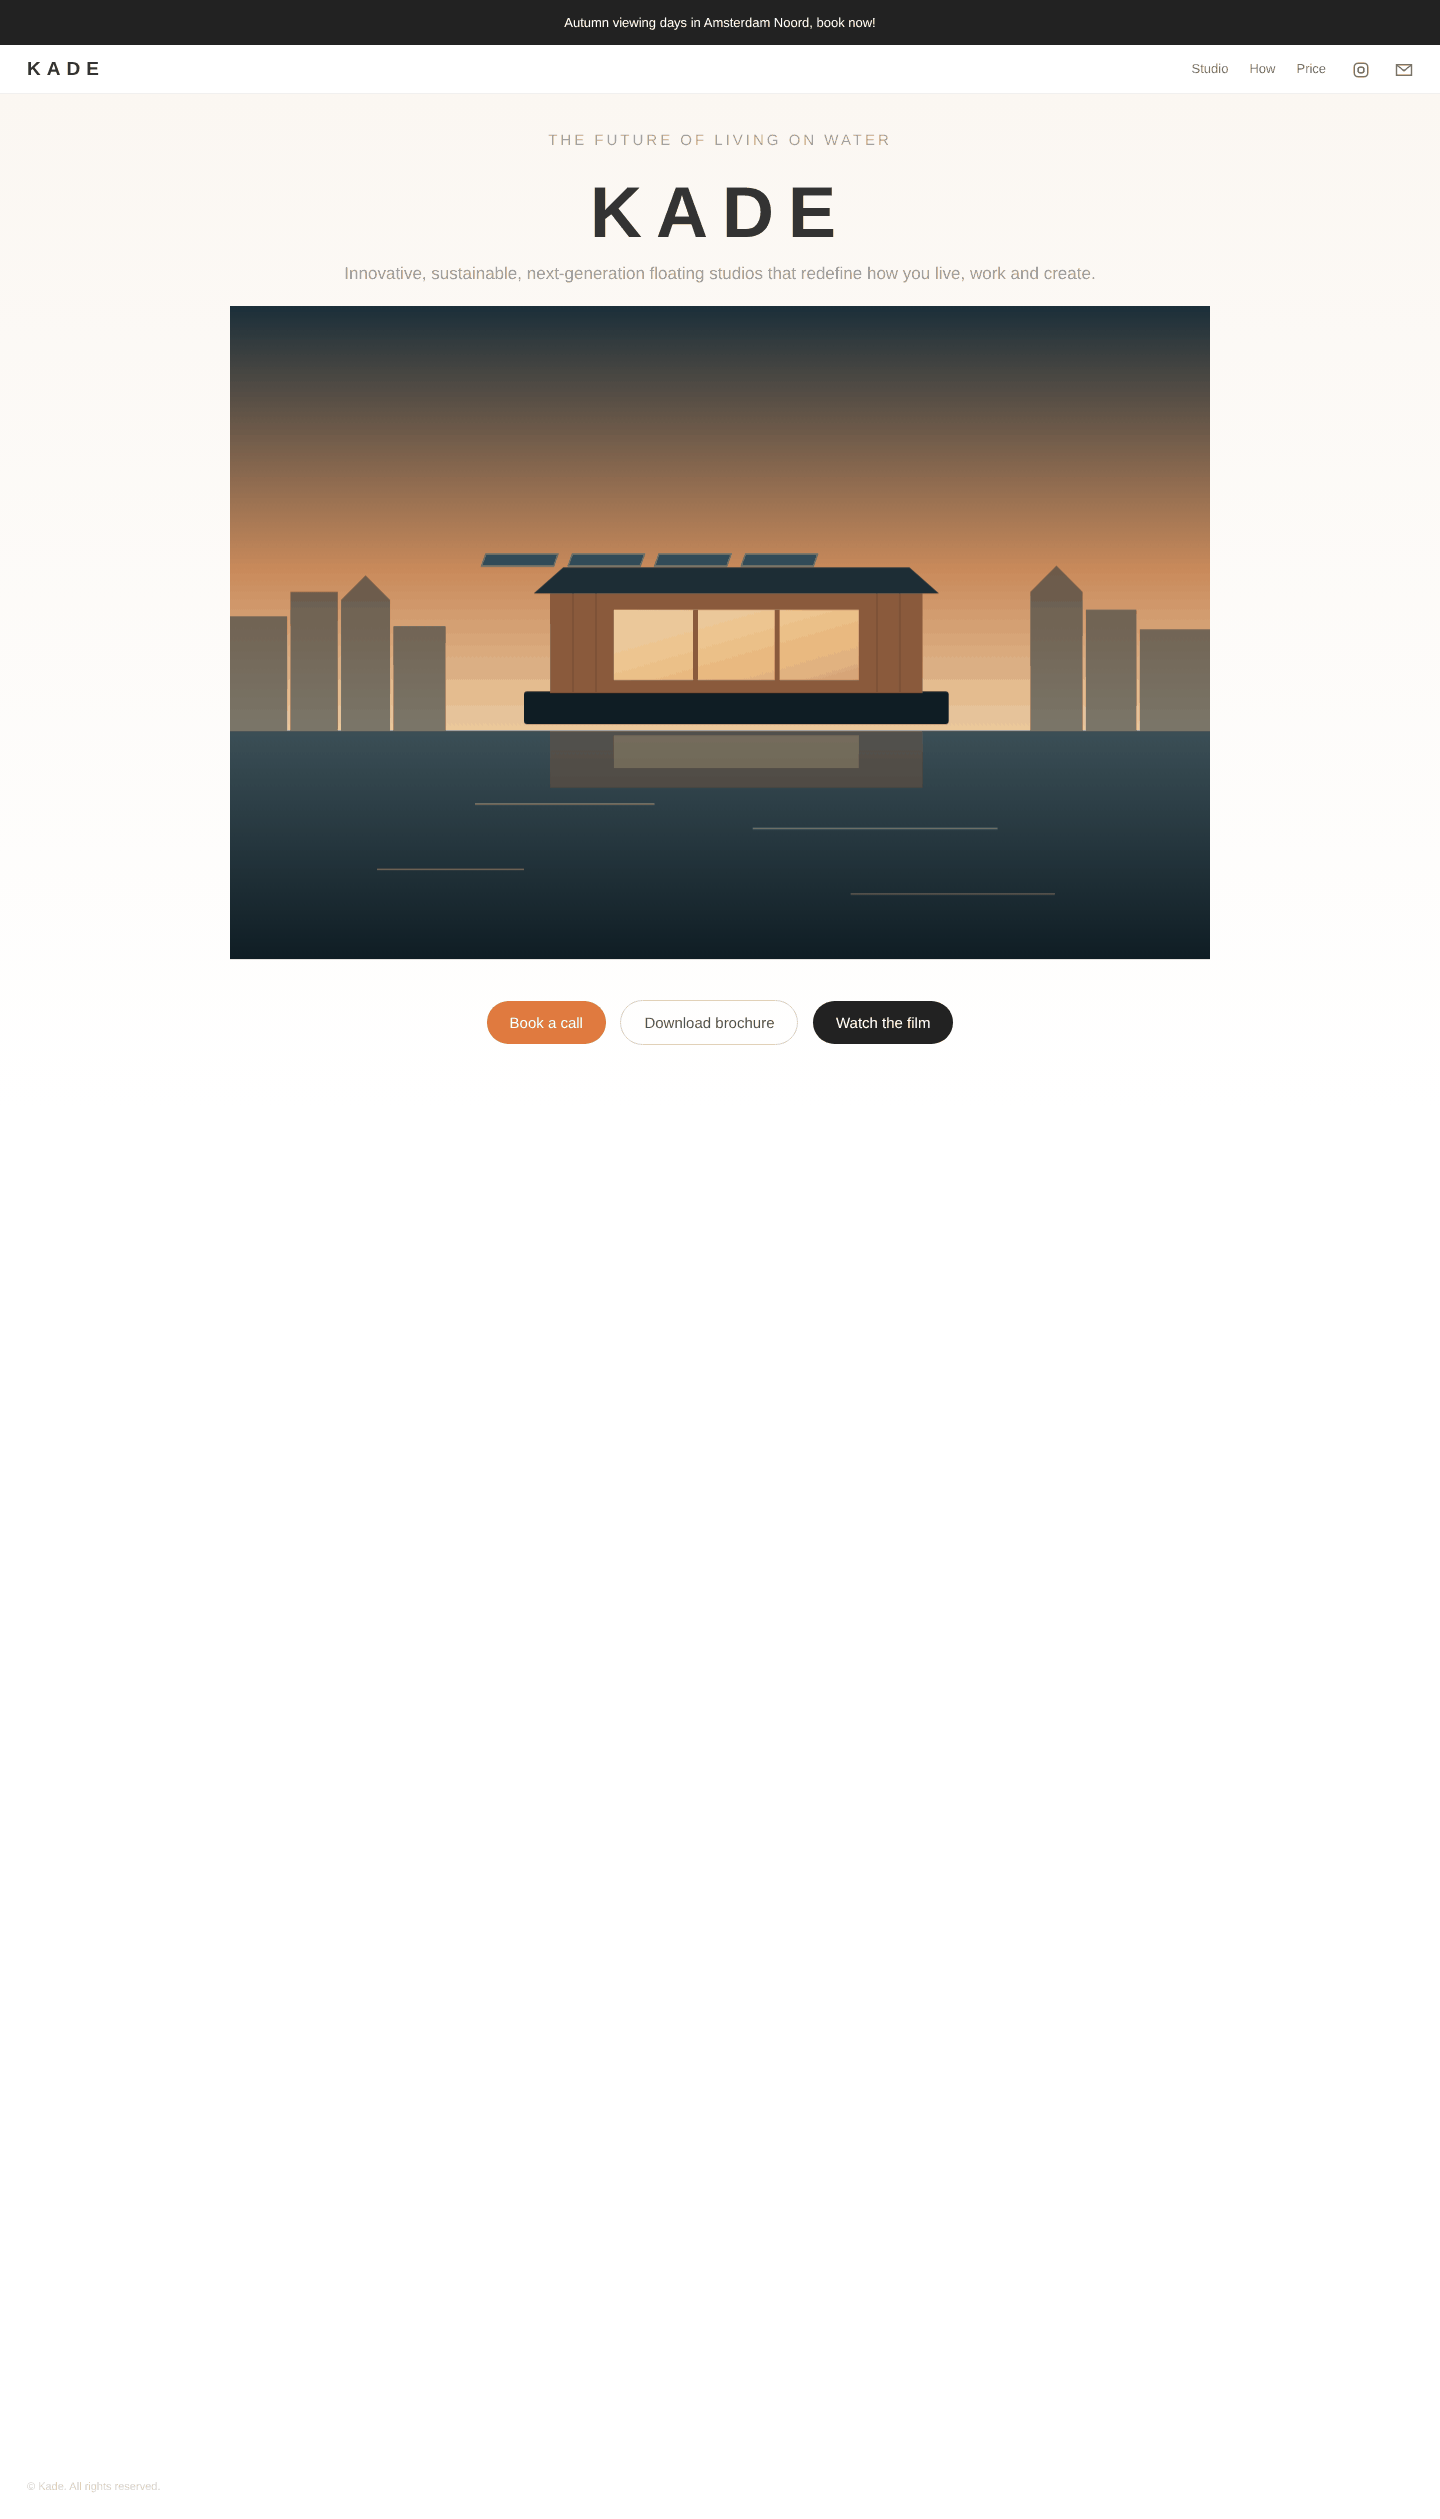 Autumn viewing days in Amsterdam Noord, book now!
KADE
Studio How Price
THE FUTURE OF LIVING ON WATER
KADE
Innovative, sustainable, next-generation floating studios that redefine how you live, work and create.
Book a call Download brochure Watch the film
© Kade. All rights reserved.